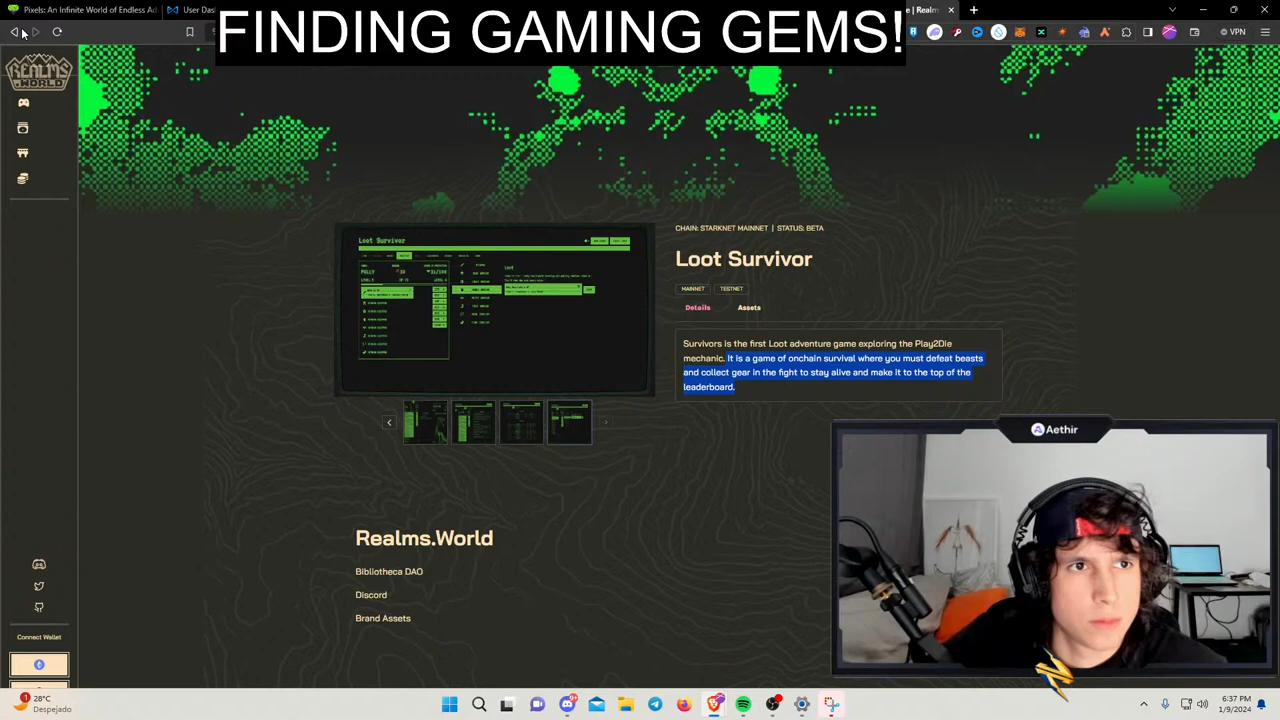 Pixels: An Infinite World of Endless Ad
User Dash
| Realm
FINDING GAMING GEMS!
VPN
REALMS
.WORLD
CHAIN: STARKNET MAINNET | STATUS: BETA
Loot Survivor
Loot Survivor
MAINNET TESTNET
Details Assets
Survivors is the first Loot adventure game exploring the Play2Die
mechanic. It is a game of onchain survival where you must defeat beasts
and collect gear in the fight to stay alive and make it to the top of the
leaderboard.
Aethir
Realms.World
Bibliotheca DAO
Discord
Brand Assets
Connect Wallet
28°C
Despejado
6:37 PM
1/9/2024